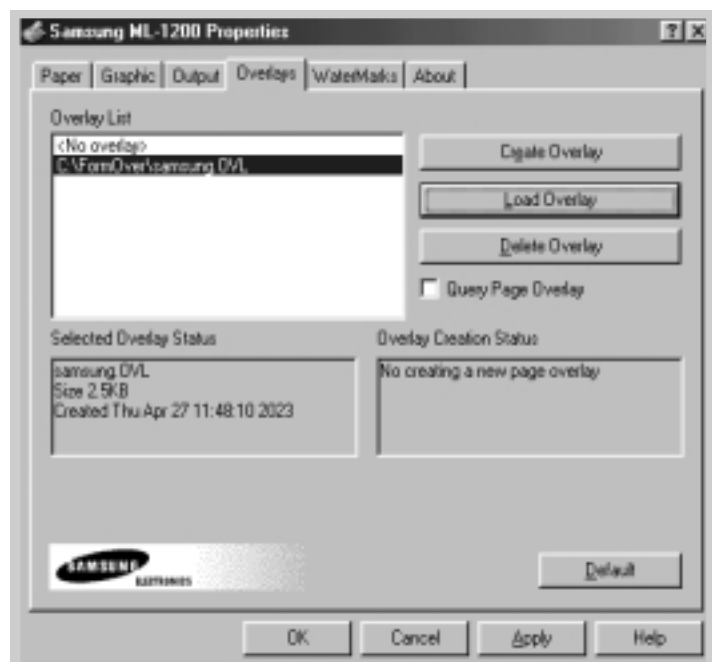 Samsung ML-1200 Properties
Paper Graphic Output Overlays WaterMarks About
Overlay List
<No overlay>
C:\FormOver\samsung.OVL
Create Overlay
Load Overlay
Delete Overlay
Query Page Overlay
Selected Overlay Status
samsung.OVL
Size 2.5KB
Created Thu Apr 27 11:48:10 2023
Overlay Creation Status
No creating a new page overlay
SAMSUNG
ELECTRONICS
Default
OK Cancel Apply Help